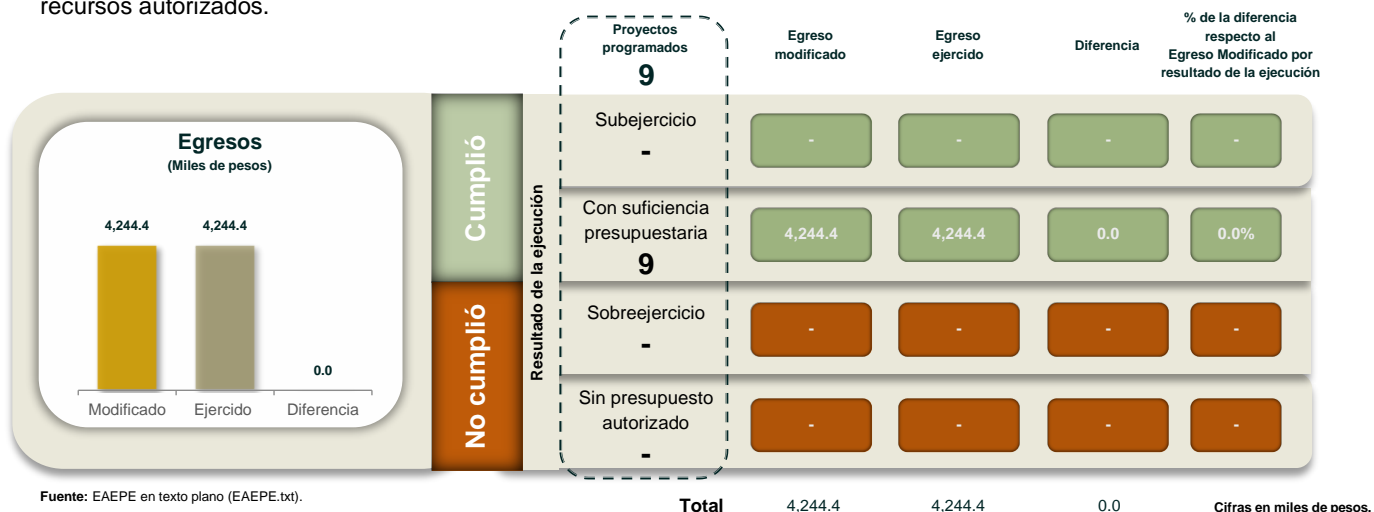 recursos autorizados.
Proyectos
programados
9
Egreso
modificado
Egreso
ejercido
Diferencia
% de la diferencia
respecto al
Egreso Modificado por
resultado de la ejecución
Egresos
(Miles de pesos)
4,244.4
4,244.4
0.0
Modificado
Ejercido
Diferencia
Cumplió
No cumplió
Resultado de la ejecución
Subejercicio
-
-
-
-
-
Con suficiencia
presupuestaria
9
4,244.4
4,244.4
0.0
0.0%
Sobreejercicio
-
-
-
-
-
Sin presupuesto
autorizado
-
-
-
-
-
Fuente: EAEPE en texto plano (EAEPE.txt).
Total
4,244.4
4,244.4
0.0
Cifras en miles de pesos.